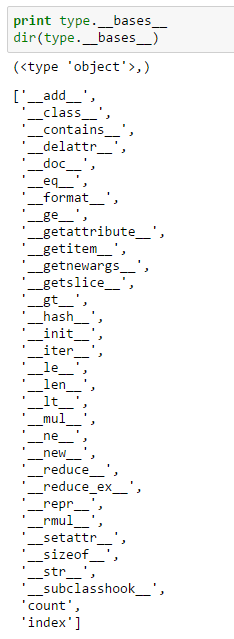 print type.__bases__
dir(type.__bases__)
(<type 'object'>,)
['__add__',
'__class__',
'__contains__',
'__delattr__',
'__doc__',
'__eq__',
'__format__',
'__ge__',
'__getattribute__',
'__getitem__',
'__getnewargs__',
'__getslice__',
'__gt__',
'__hash__',
'__init__',
'__iter__',
'__le__',
'__len__',
'__lt__',
'__mul__',
'__ne__',
'__new__',
'__reduce__',
'__reduce_ex__',
'__repr__',
'__rmul__',
'__setattr__',
'__sizeof__',
'__str__',
'__subclasshook__',
'count',
'index']